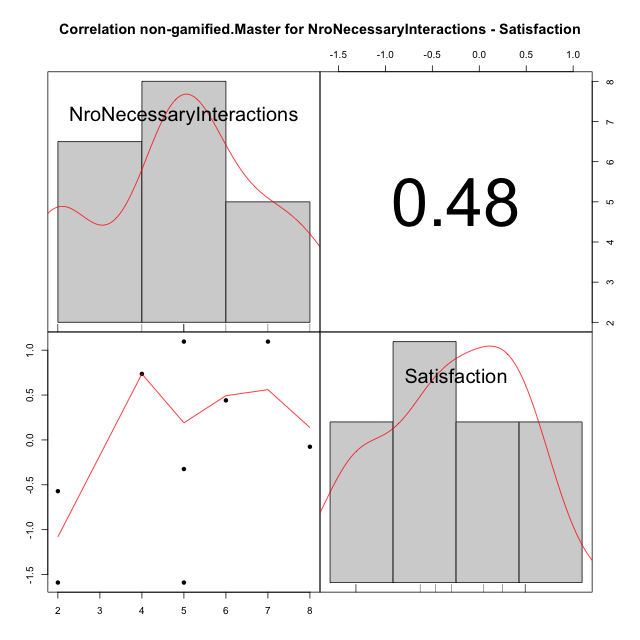 Correlation non-gamified.Master for NroNecessaryInteractions - Satisfaction
-1.5 -1.0 -0.5 0.0 0.5 1.0
NroNecessaryInteractions
0.48
2 3 4 5 6 7 8
-1.5 -1.0 -0.5 0.0 0.5 1.0
Satisfaction
2 3 4 5 6 7 8